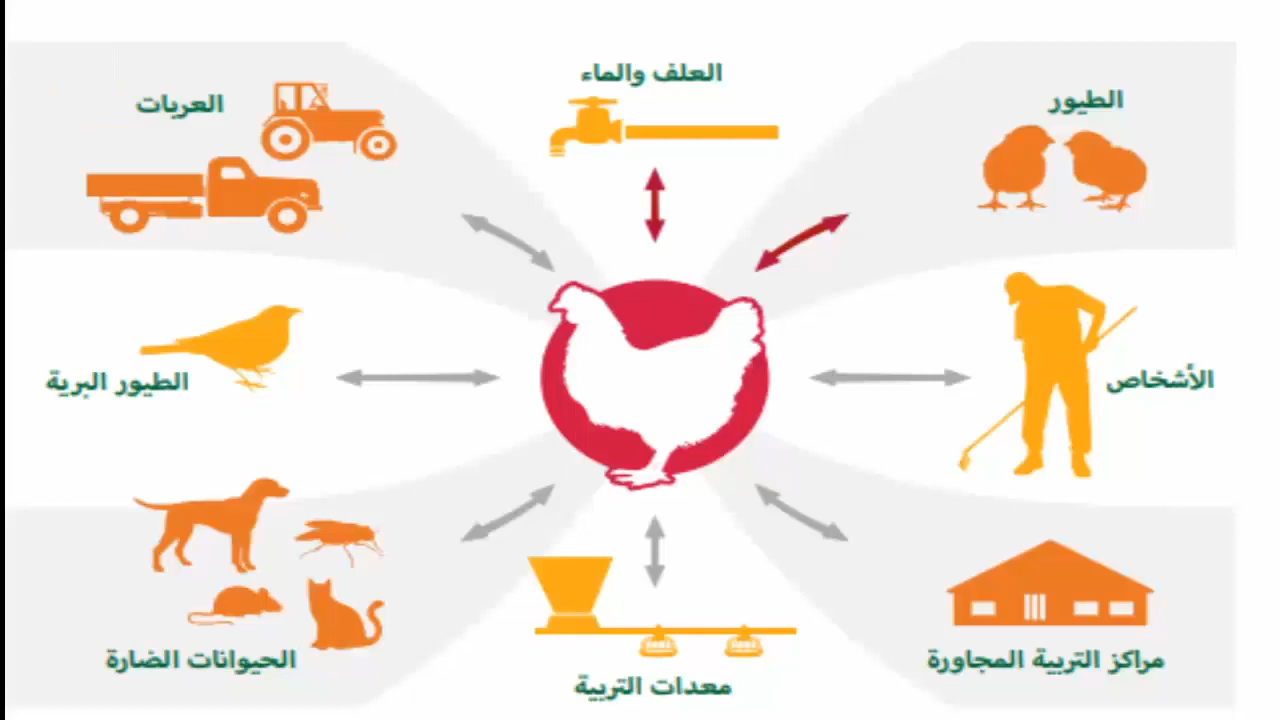 العلف والماء
الطيور
العربات
الأشخاص
الطيور البرية
مراكز التربية المجاورة
الحيوانات الضارة
معدات التربية